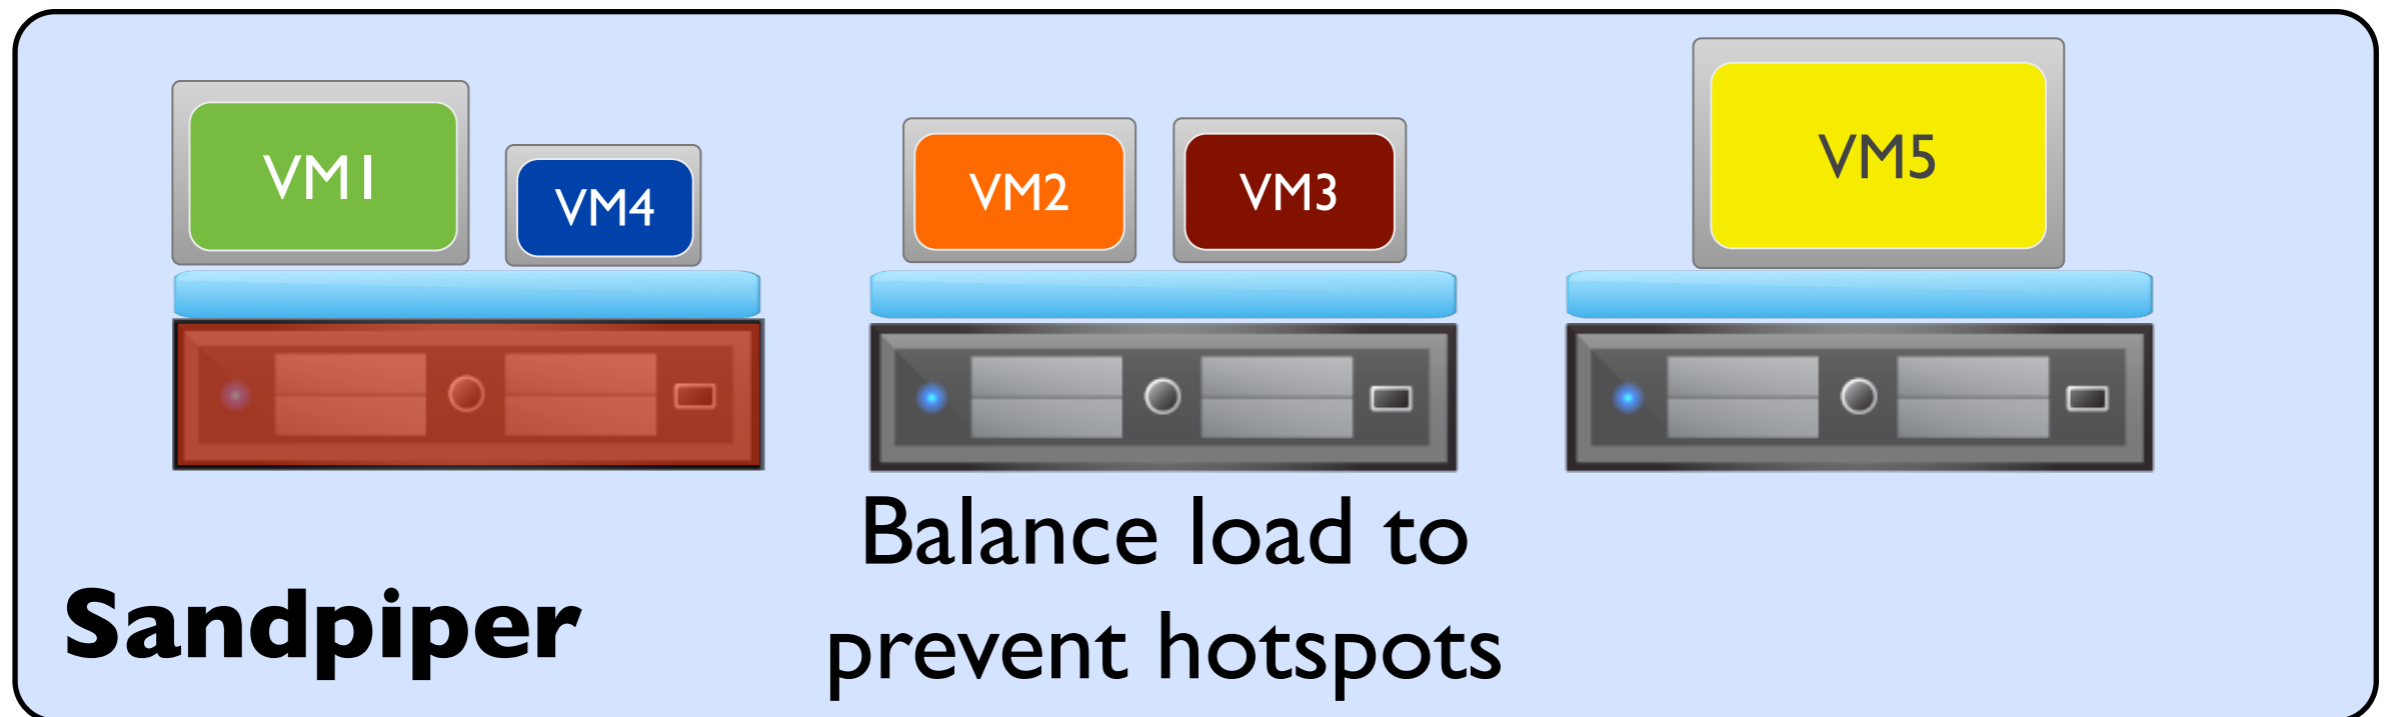 VM1
VM4
VM2
VM3
VM5
Balance load to
prevent hotspots
Sandpiper